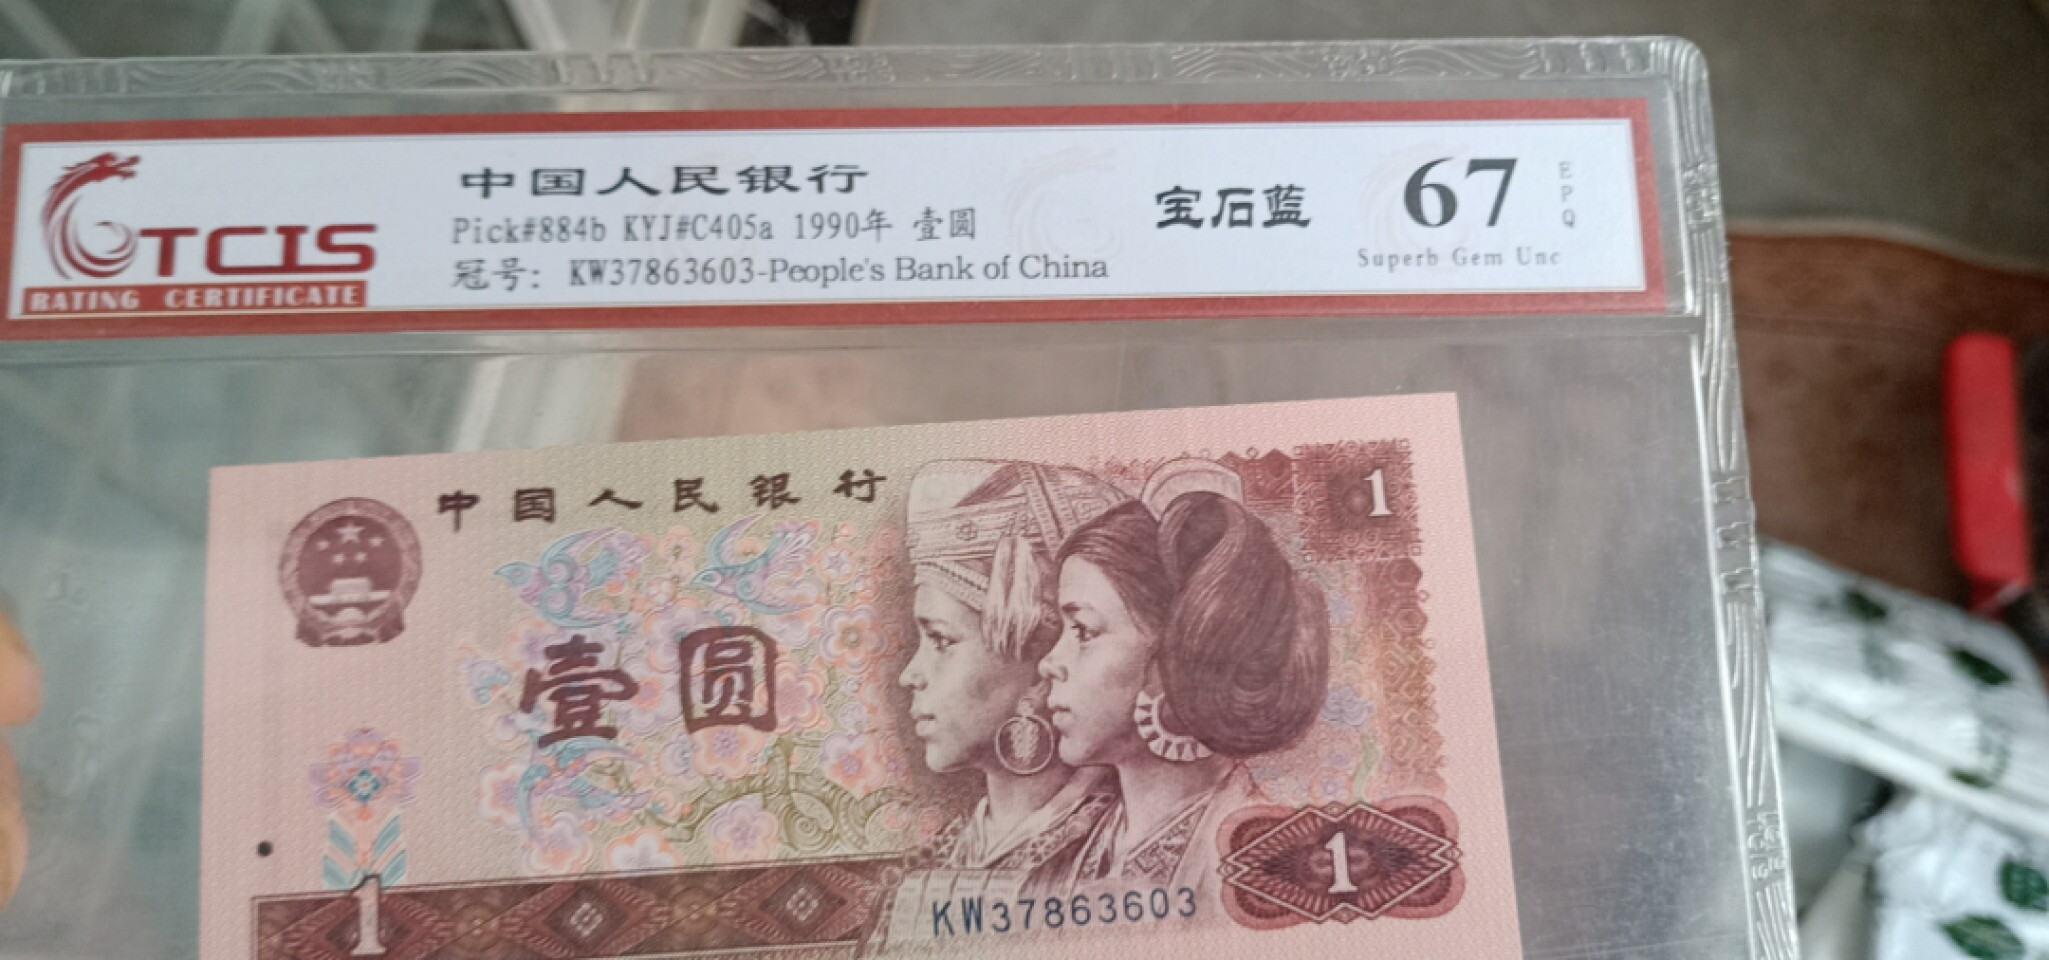 TCIS
RATING CERTIFICATE
中国人民银行
Pick#884b KYJ#C405a 1990年 壹圆
冠号: KW37863603-People's Bank of China
宝石蓝
67
EPQ
Superb Gem Unc
中国人民银行
1
壹圆
1
1
KW37863603